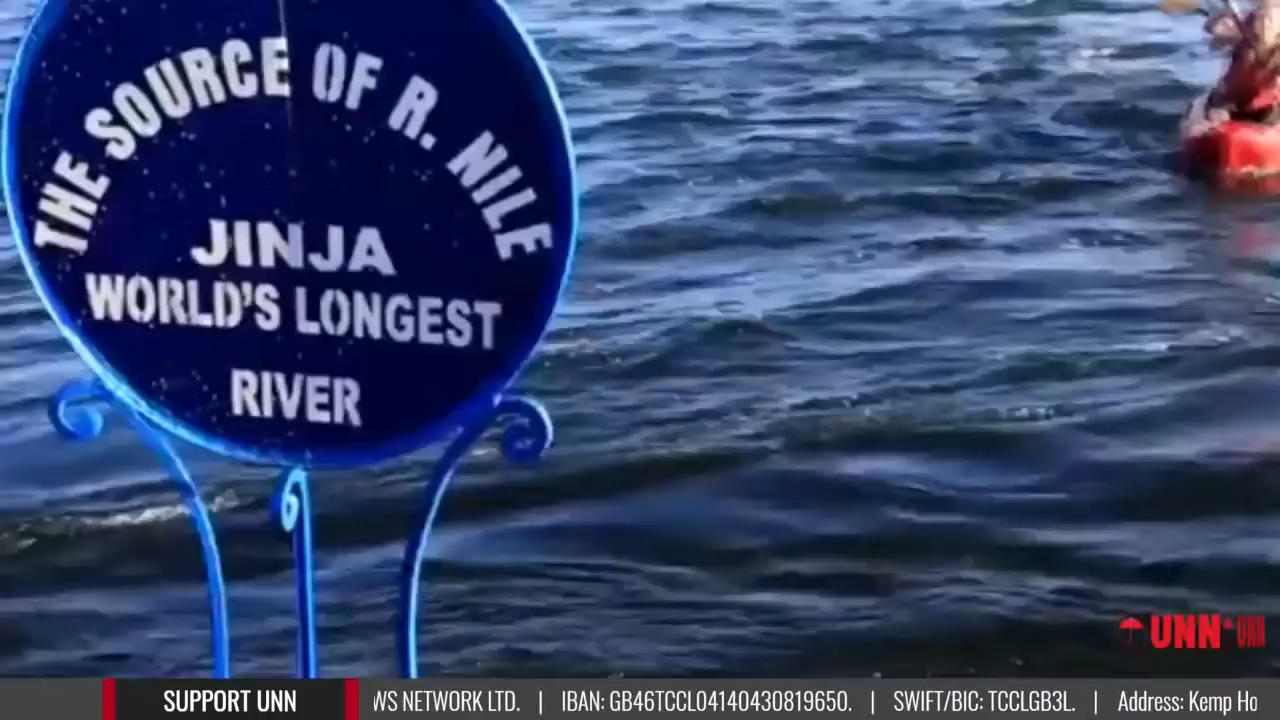 THE SOURCE OF R. NILE
JINJA
WORLD'S LONGEST
RIVER
UNN UNN
SUPPORT UNN
WS NETWORK LTD. | IBAN: GB46TCCL04140430819650. | SWIFT/BIC: TCCLGB3L. | Address: Kemp Ho